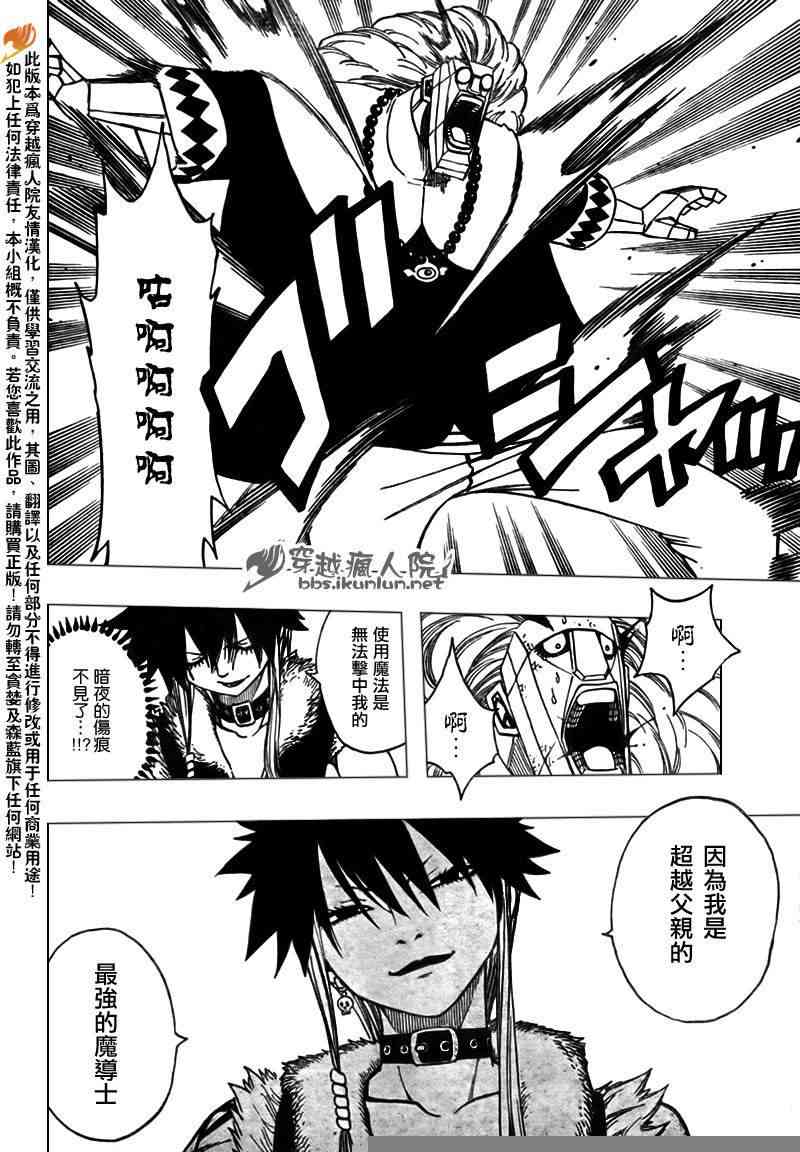 咕啊啊啊啊
グシャッ
穿越瘋人院
bbs.ikunlun.net
啊…
啊…
使用魔法是
無法擊中我的
暗夜的傷痕
不見了…!!?
因為我是
超越父親的
最強的魔導士
此版本爲穿越瘋人院友情漢化，僅供學習交流之用，其圖、翻譯以及任何部分不得進行修改或用于任何商業用途！
如犯上任何法律責任，本小組概不負責。若您喜歡此作品，請購買正版！請勿轉至貪婪及森藍旗下任何網站！